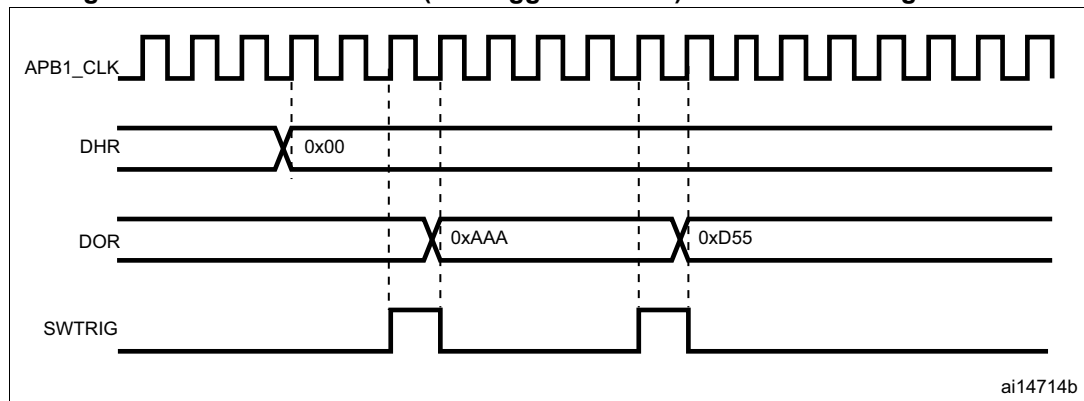 APB1_CLK
DHR
0x00
DOR
0xAAA
0xD55
SWTRIG
ai14714b